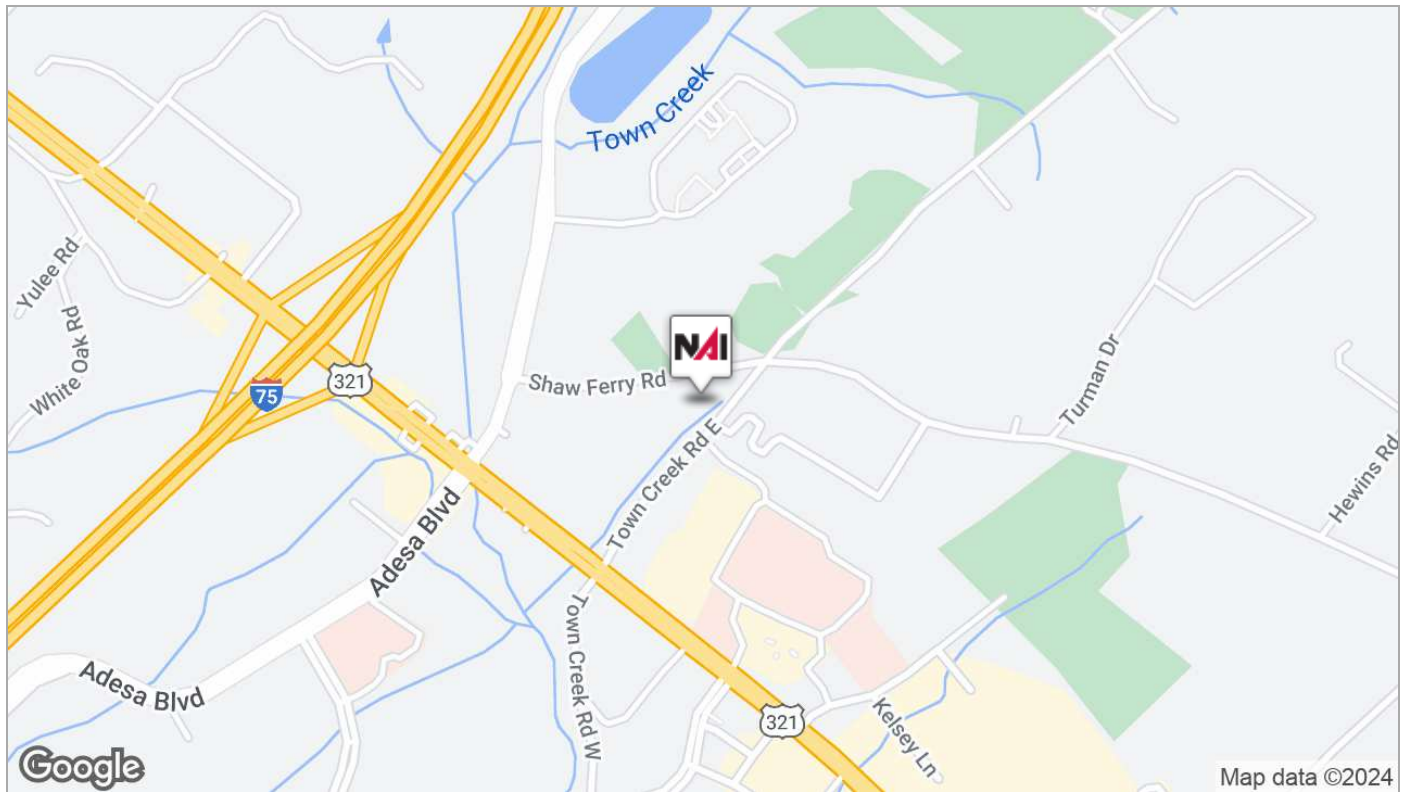 Town Creek
Yulee Rd
White Oak Rd
75
321
NAI
Shaw Ferry Rd
Turman Dr
Town Creek Rd E
Hewins Rd
Adesa Blvd
Adesa Blvd
Town Creek Rd W
321
Kelsey Ln
Google
Map data ©2024